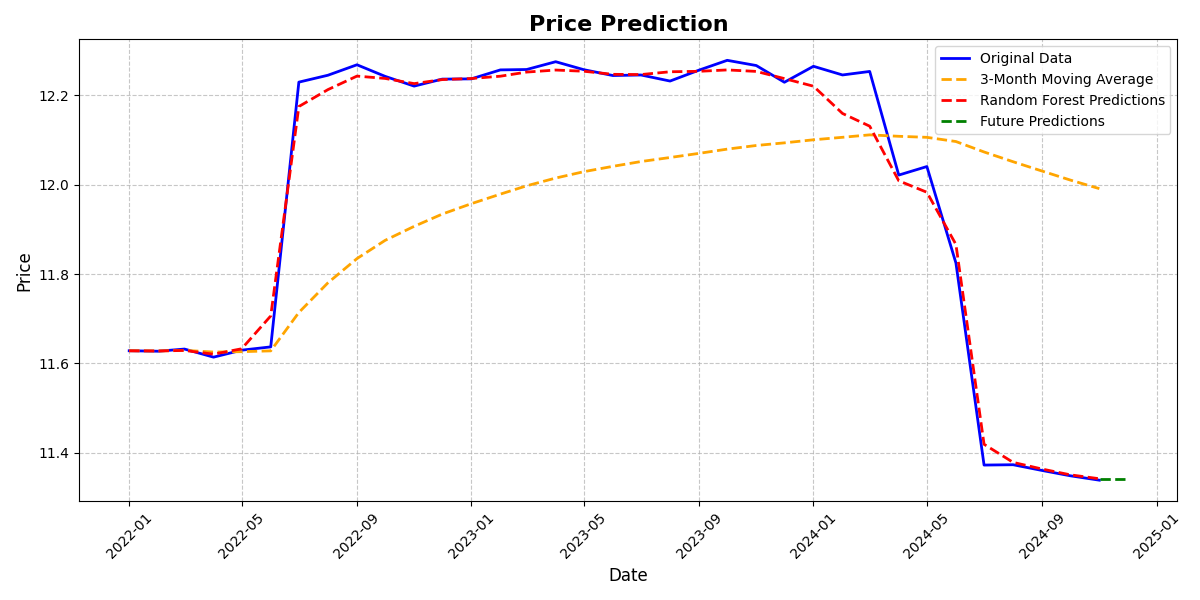 Price Prediction
Original Data
3-Month Moving Average
Random Forest Predictions
Future Predictions
Price
12.2
12.0
11.8
11.6
11.4
2022-01
2022-05
2022-09
2023-01
2023-05
2023-09
2024-01
2024-05
2024-09
2025-01
Date